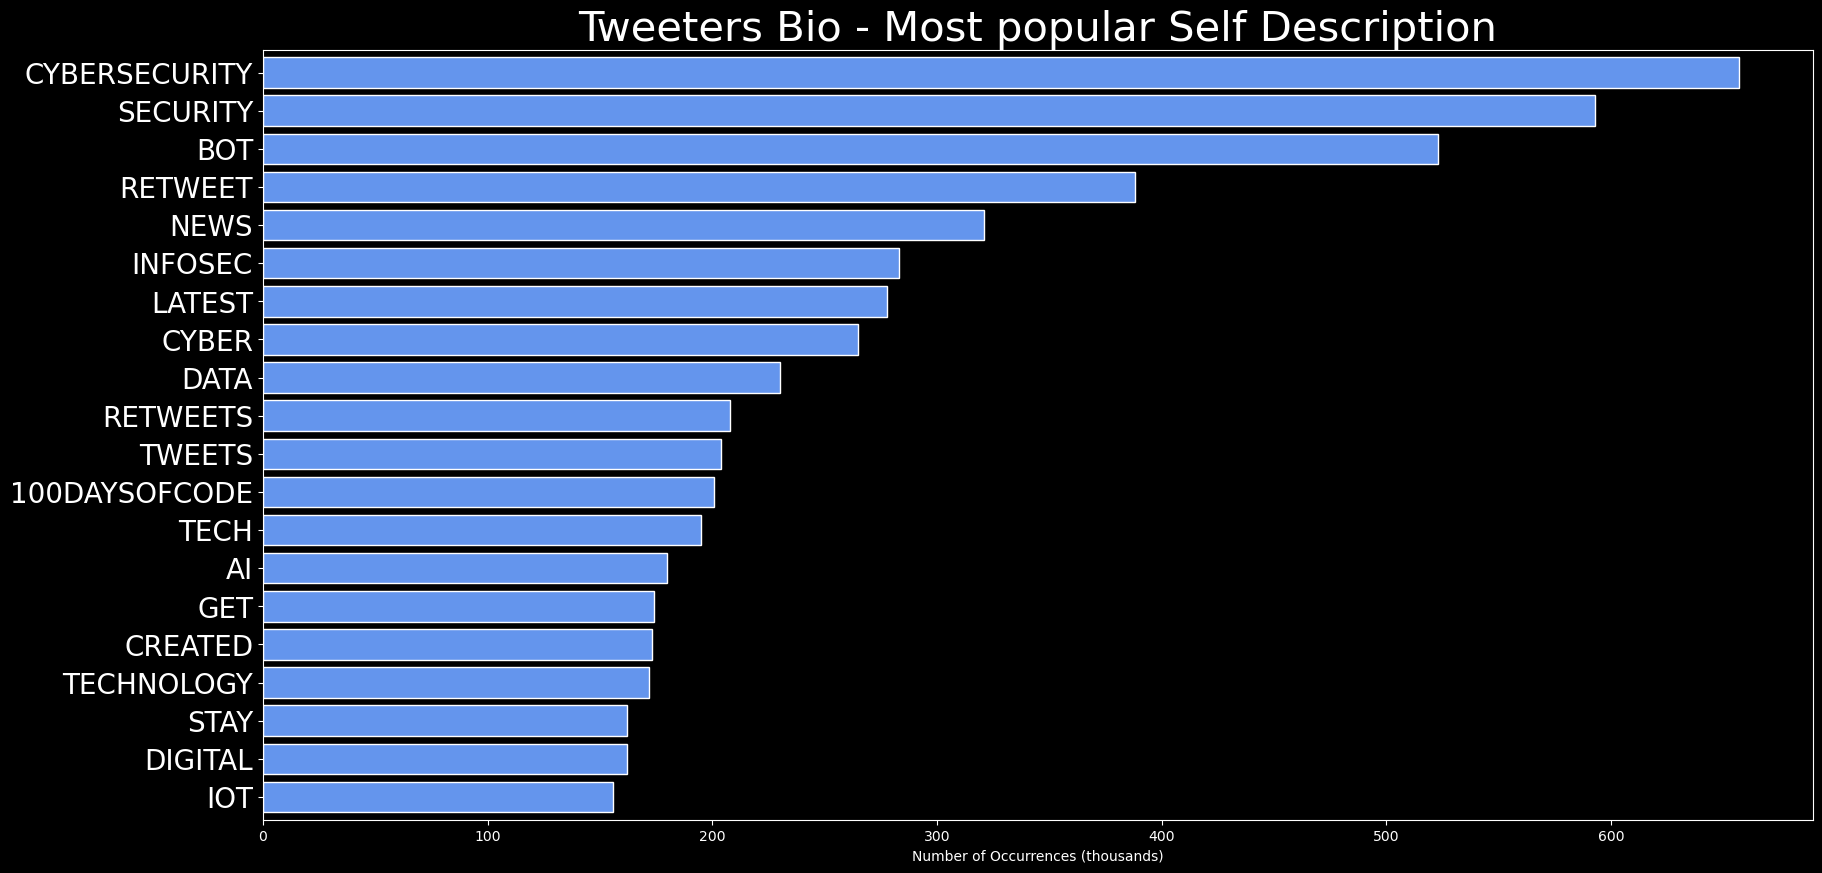 Tweeters Bio - Most popular Self Description
CYBERSECURITY
SECURITY
BOT
RETWEET
NEWS
INFOSEC
LATEST
CYBER
DATA
RETWEETS
TWEETS
100DAYSOFCODE
TECH
AI
GET
CREATED
TECHNOLOGY
STAY
DIGITAL
IOT
0 100 200 300 400 500 600
Number of Occurrences (thousands)